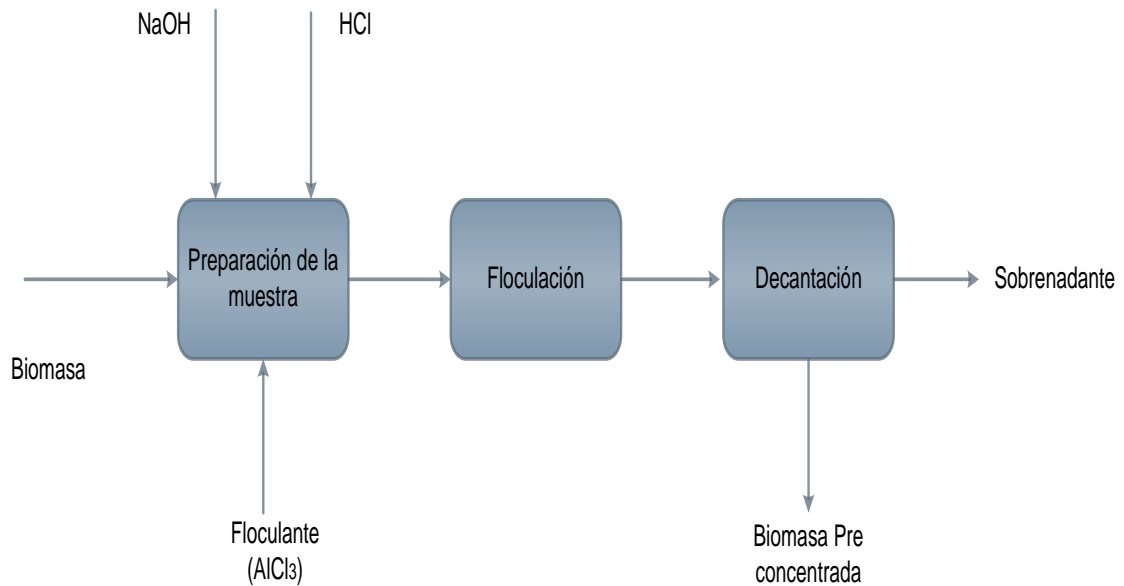 NaOH
HCl
Preparación de la
muestra
Floculación
Decantación
Sobrenadante
Biomasa
Floculante
(AlCl₃)
Biomasa Pre
concentrada